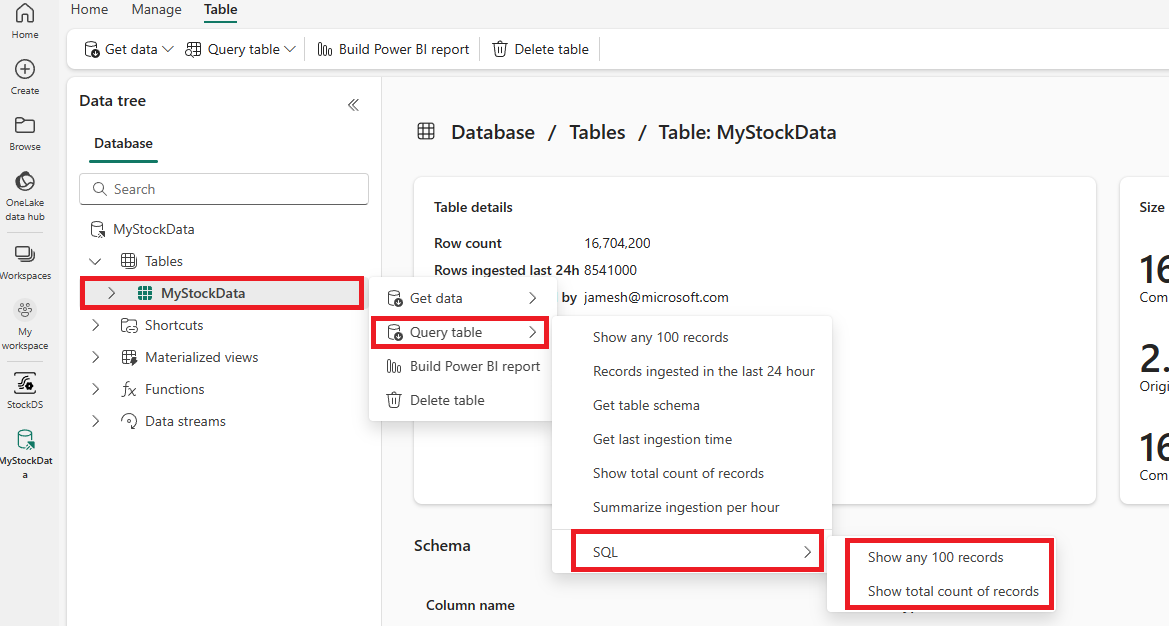 Home
Manage
Table
Get data
Query table
Build Power BI report
Delete table
Home
Create
Browse
OneLake
data hub
Workspaces
My
workspace
StockDS
MyStockDat
a
Data tree
Database
Search
MyStockData
Tables
MyStockData
Shortcuts
Materialized views
Functions
Data streams
Database / Tables / Table: MyStockData
Table details
Row count 16,704,200
Rows ingested last 24h 8541000
by jamesh@microsoft.com
Get data
Query table
Build Power BI report
Delete table
Show any 100 records
Records ingested in the last 24 hour
Get table schema
Get last ingestion time
Show total count of records
Summarize ingestion per hour
SQL
Show any 100 records
Show total count of records
Schema
Column name
Size
16
Com
2.
Origi
16
Com